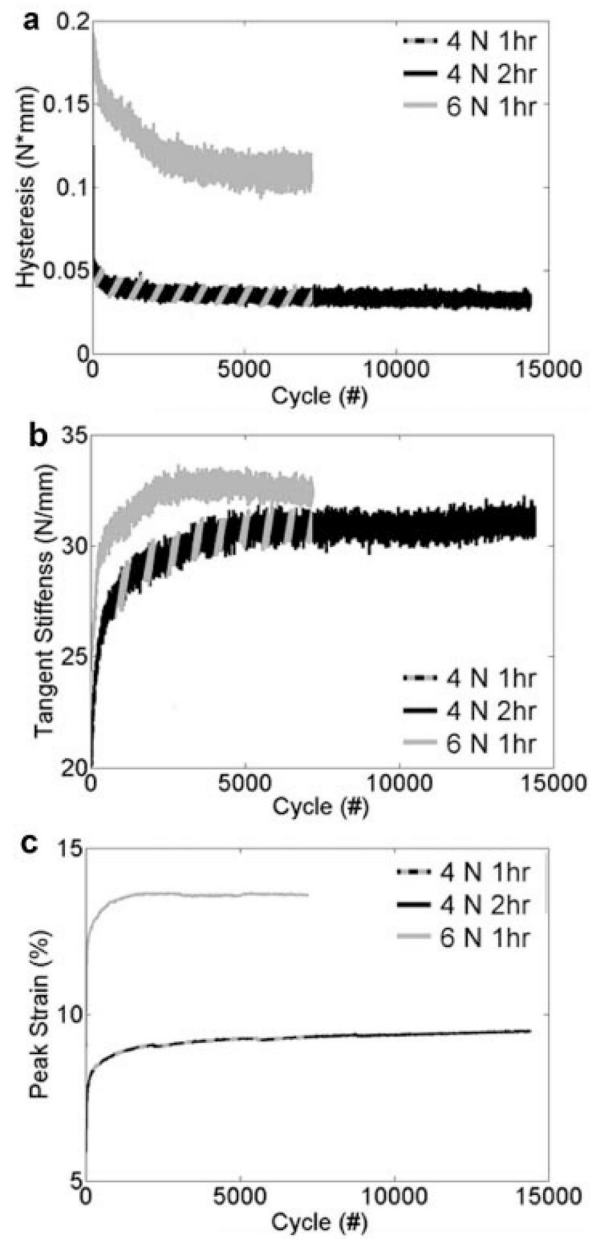 a
0.2
0.15
0.1
0.05
0
Hysteresis (N*mm)
4 N 1hr
4 N 2hr
6 N 1hr
0 5000 10000 15000
Cycle (#)
b
35
30
25
20
Tangent Stiffenss (N/mm)
4 N 1hr
4 N 2hr
6 N 1hr
0 5000 10000 15000
Cycle (#)
c
15
10
5
Peak Strain (%)
4 N 1hr
4 N 2hr
6 N 1hr
0 5000 10000 15000
Cycle (#)